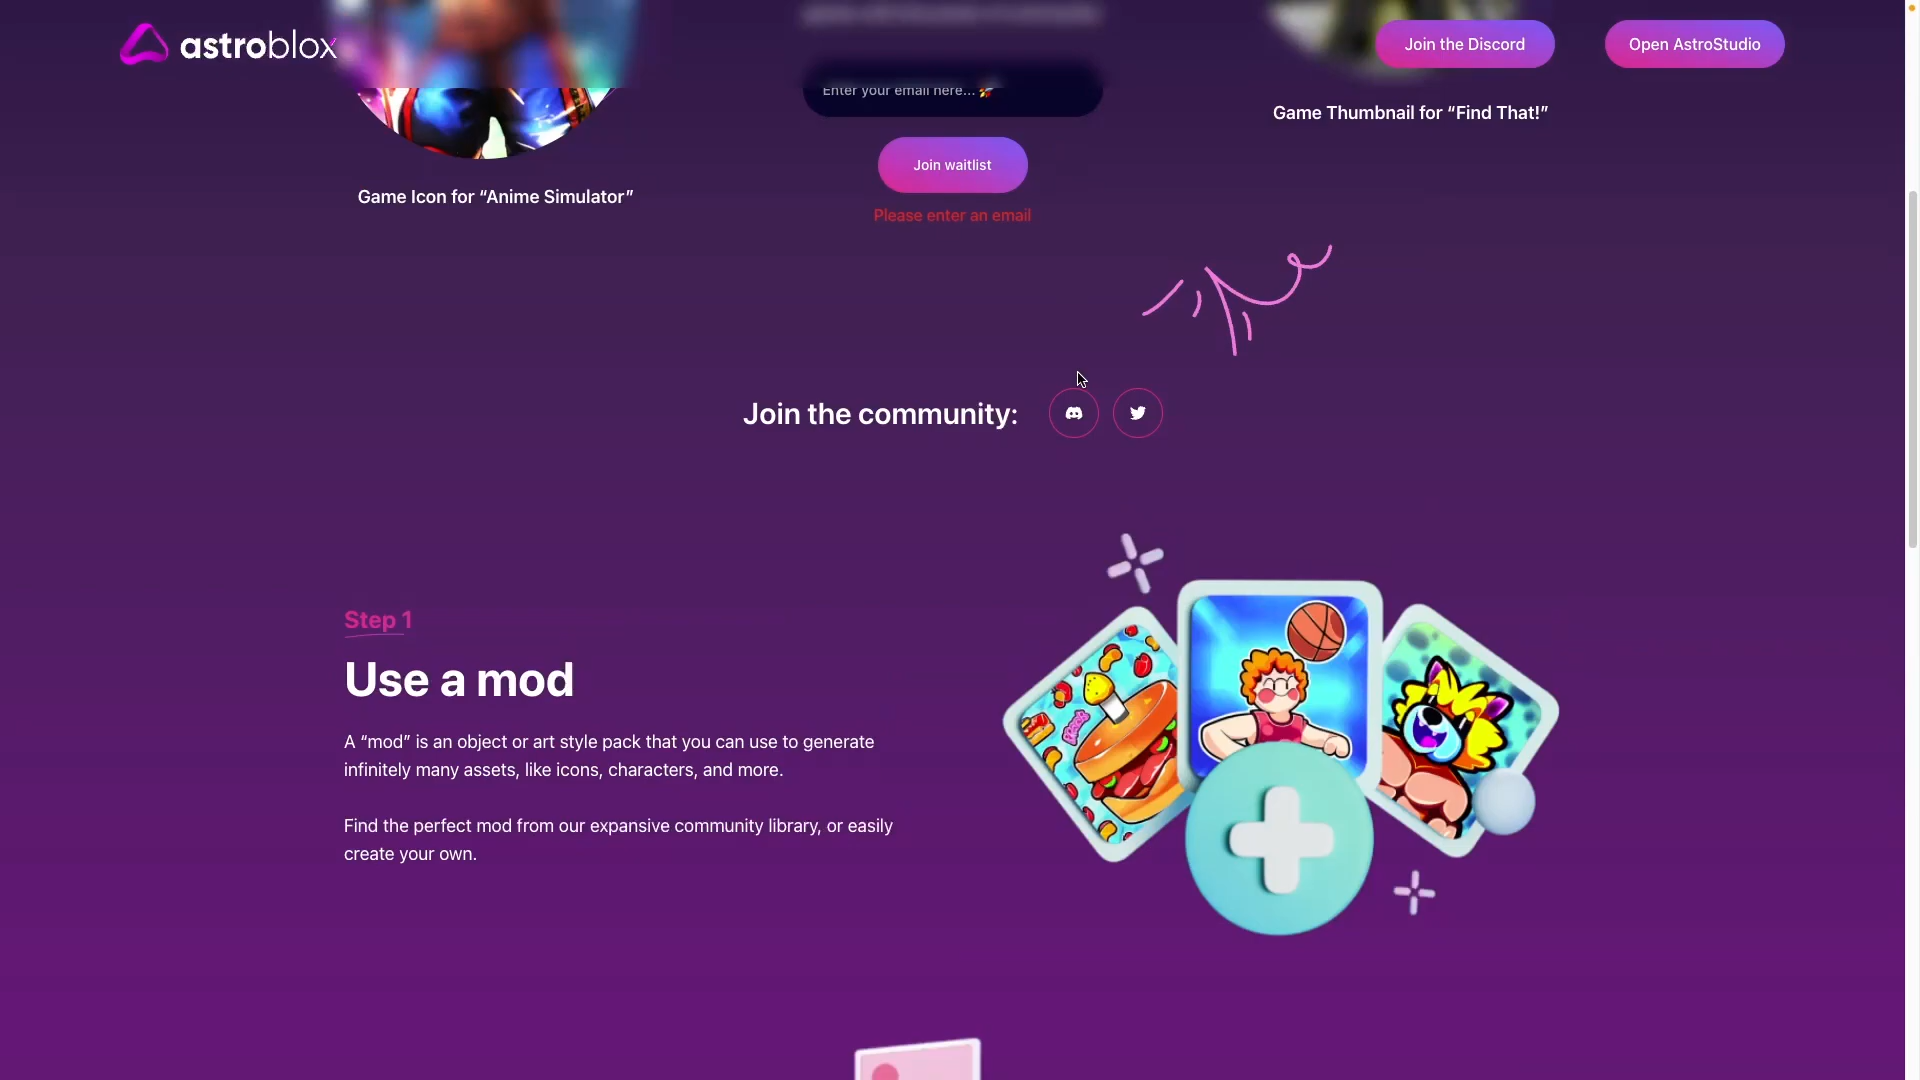 astroblox
Join the Discord
Open AstroStudio
Enter your email here... 🚀
Game Thumbnail for “Find That!”
Join waitlist
Game Icon for “Anime Simulator”
Please enter an email
Join the community:
Step 1
Use a mod
A “mod” is an object or art style pack that you can use to generate
infinitely many assets, like icons, characters, and more.
Find the perfect mod from our expansive community library, or easily
create your own.